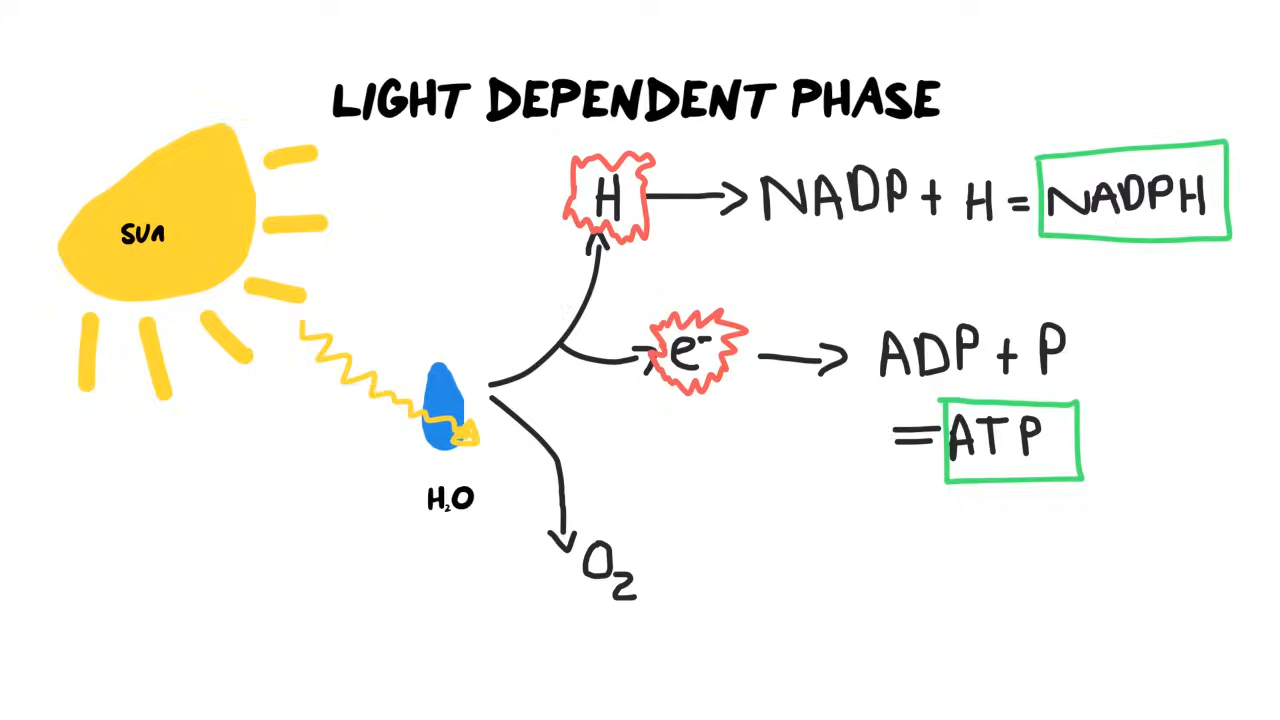 LIGHT DEPENDENT PHASE
sun
H → NADP + H = NADPH
e⁻ → ADP + P
= ATP
H₂O
O₂